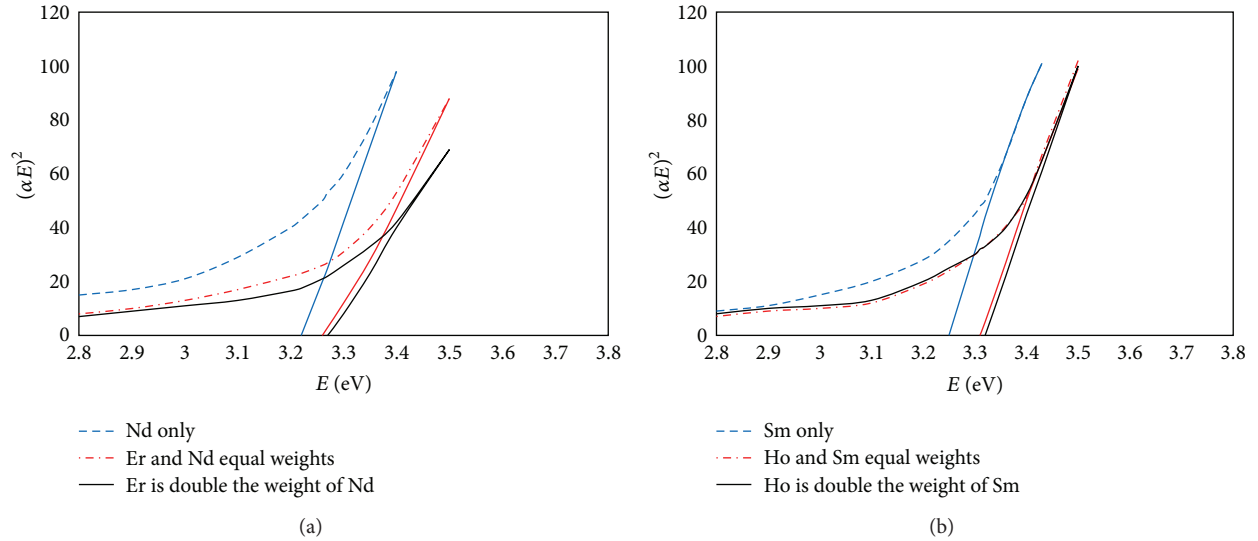 120
100
80
60
40
20
0
(αE)²
2.8 2.9 3 3.1 3.2 3.3 3.4 3.5 3.6 3.7 3.8
E (eV)
Nd only
Er and Nd equal weights
Er is double the weight of Nd
(a)
120
100
80
60
40
20
0
(αE)²
2.8 2.9 3 3.1 3.2 3.3 3.4 3.5 3.6 3.7 3.8
E (eV)
Sm only
Ho and Sm equal weights
Ho is double the weight of Sm
(b)